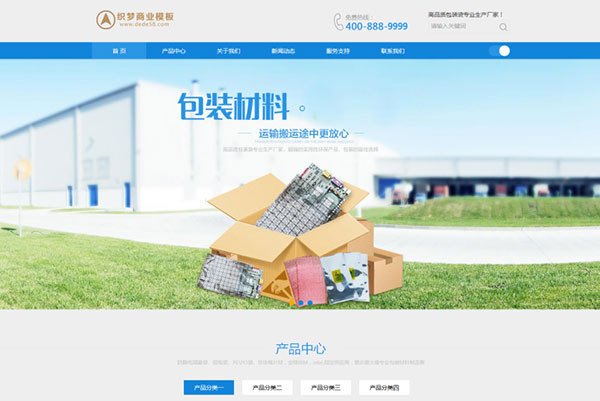 织梦商业模板
www.dede58.com
免费热线：
400-888-9999
高品质包装袋专业生产厂家！
请输入关键词
首 页
产品中心
关于我们
新闻动态
服务支持
联系我们
包装材料。
运输搬运途中更放心
产品中心
产品分类一
产品分类二
产品分类三
产品分类四